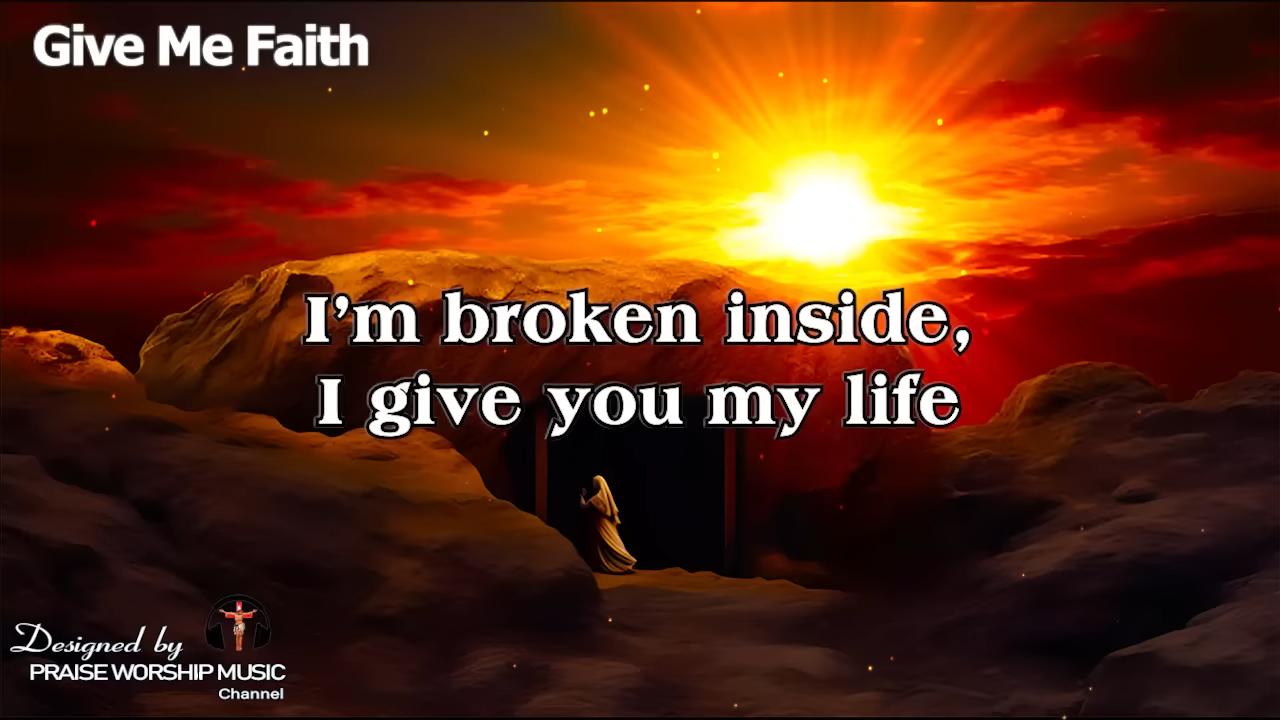 Give Me Faith
I’m broken inside,
I give you my life
Designed by
PRAISE WORSHIP MUSIC
Channel